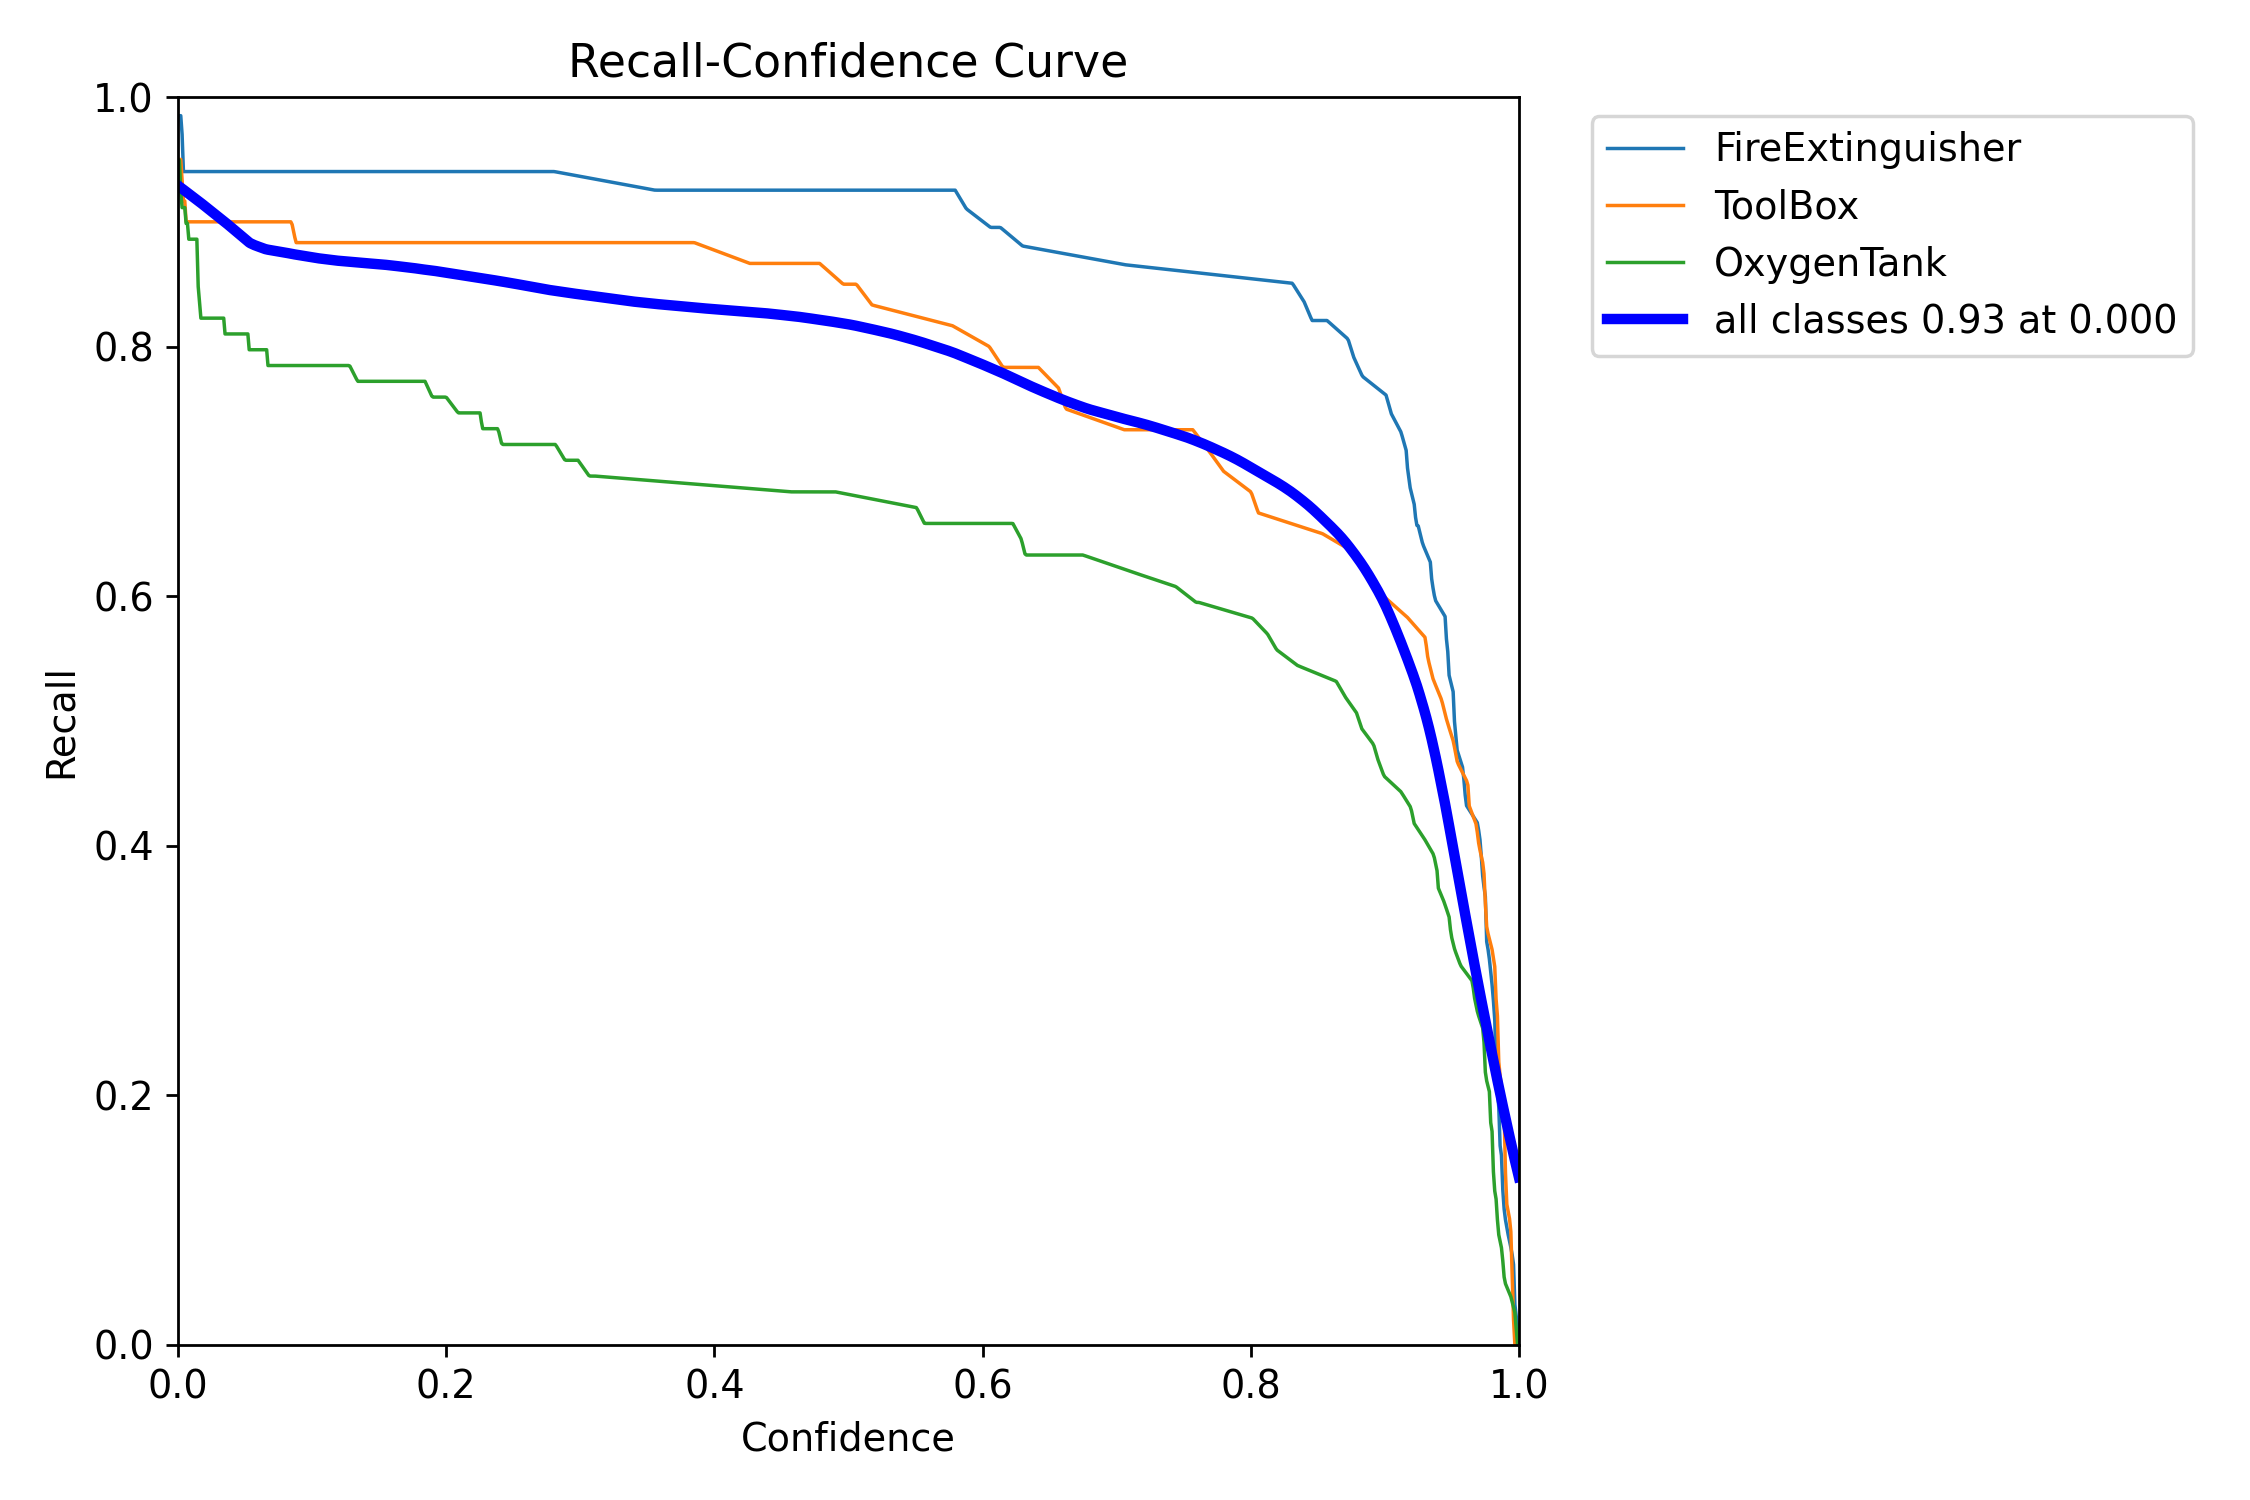 Recall-Confidence Curve
1.0
0.8
0.6
0.4
0.2
0.0
Recall
0.0 0.2 0.4 0.6 0.8 1.0
Confidence
FireExtinguisher
ToolBox
OxygenTank
all classes 0.93 at 0.000